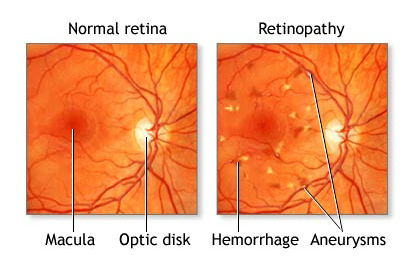 Normal retina
Retinopathy
Macula
Optic disk
Hemorrhage
Aneurysms